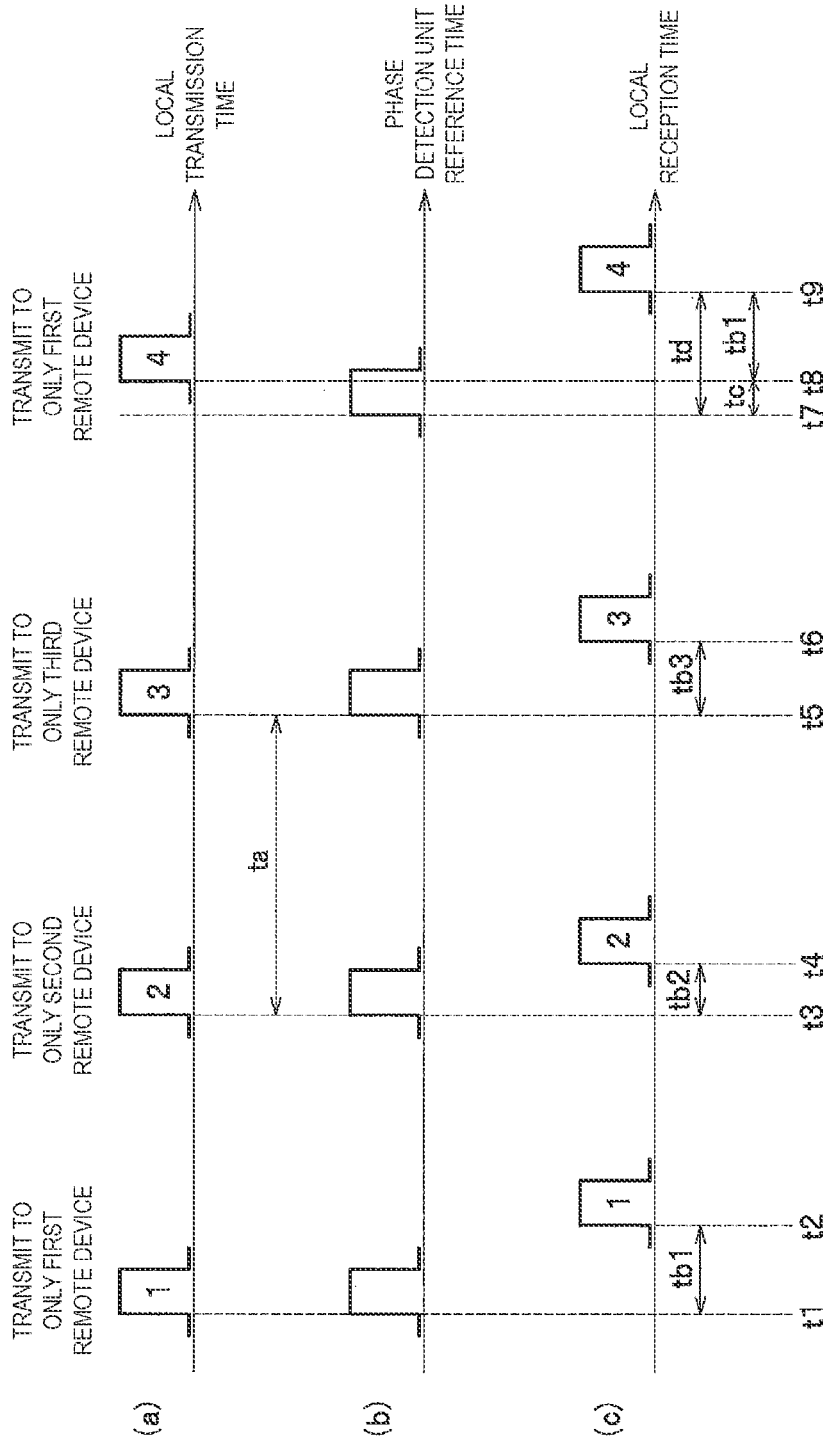 TRANSMIT TO
ONLY FIRST
REMOTE DEVICE
TRANSMIT TO
ONLY SECOND
REMOTE DEVICE
TRANSMIT TO
ONLY THIRD
REMOTE DEVICE
TRANSMIT TO
ONLY FIRST
REMOTE DEVICE
(a)
1
2
3
4
LOCAL
TRANSMISSION
TIME
ta
(b)
PHASE
DETECTION UNIT
REFERENCE TIME
(c)
1
2
3
4
LOCAL
RECEPTION TIME
tb1
tb2
tb3
td
tc
tb1
t1
t2
t3
t4
t5
t6
t7
t8
t9